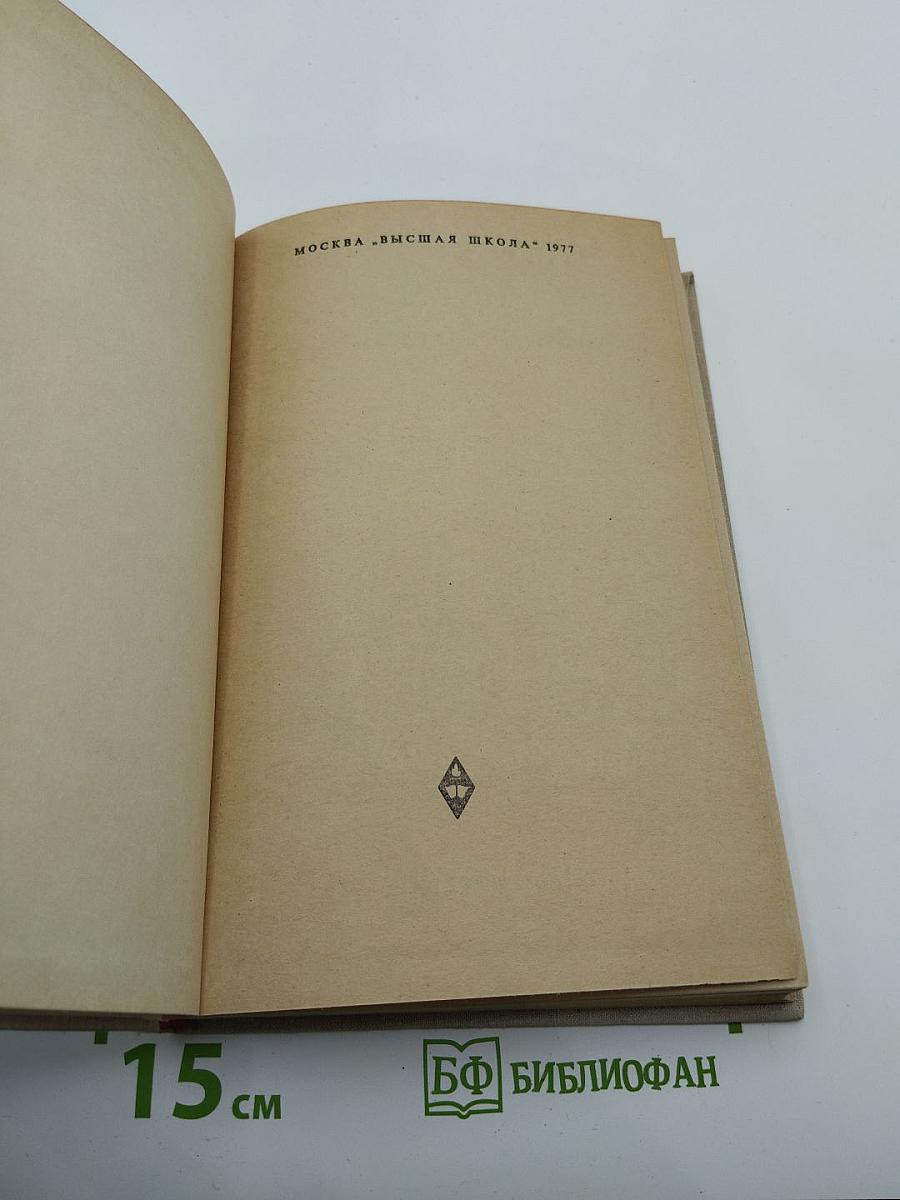 МОСКВА „ВЫСШАЯ ШКОЛА“ 1977
15 см
БФ БИБЛИОФАН